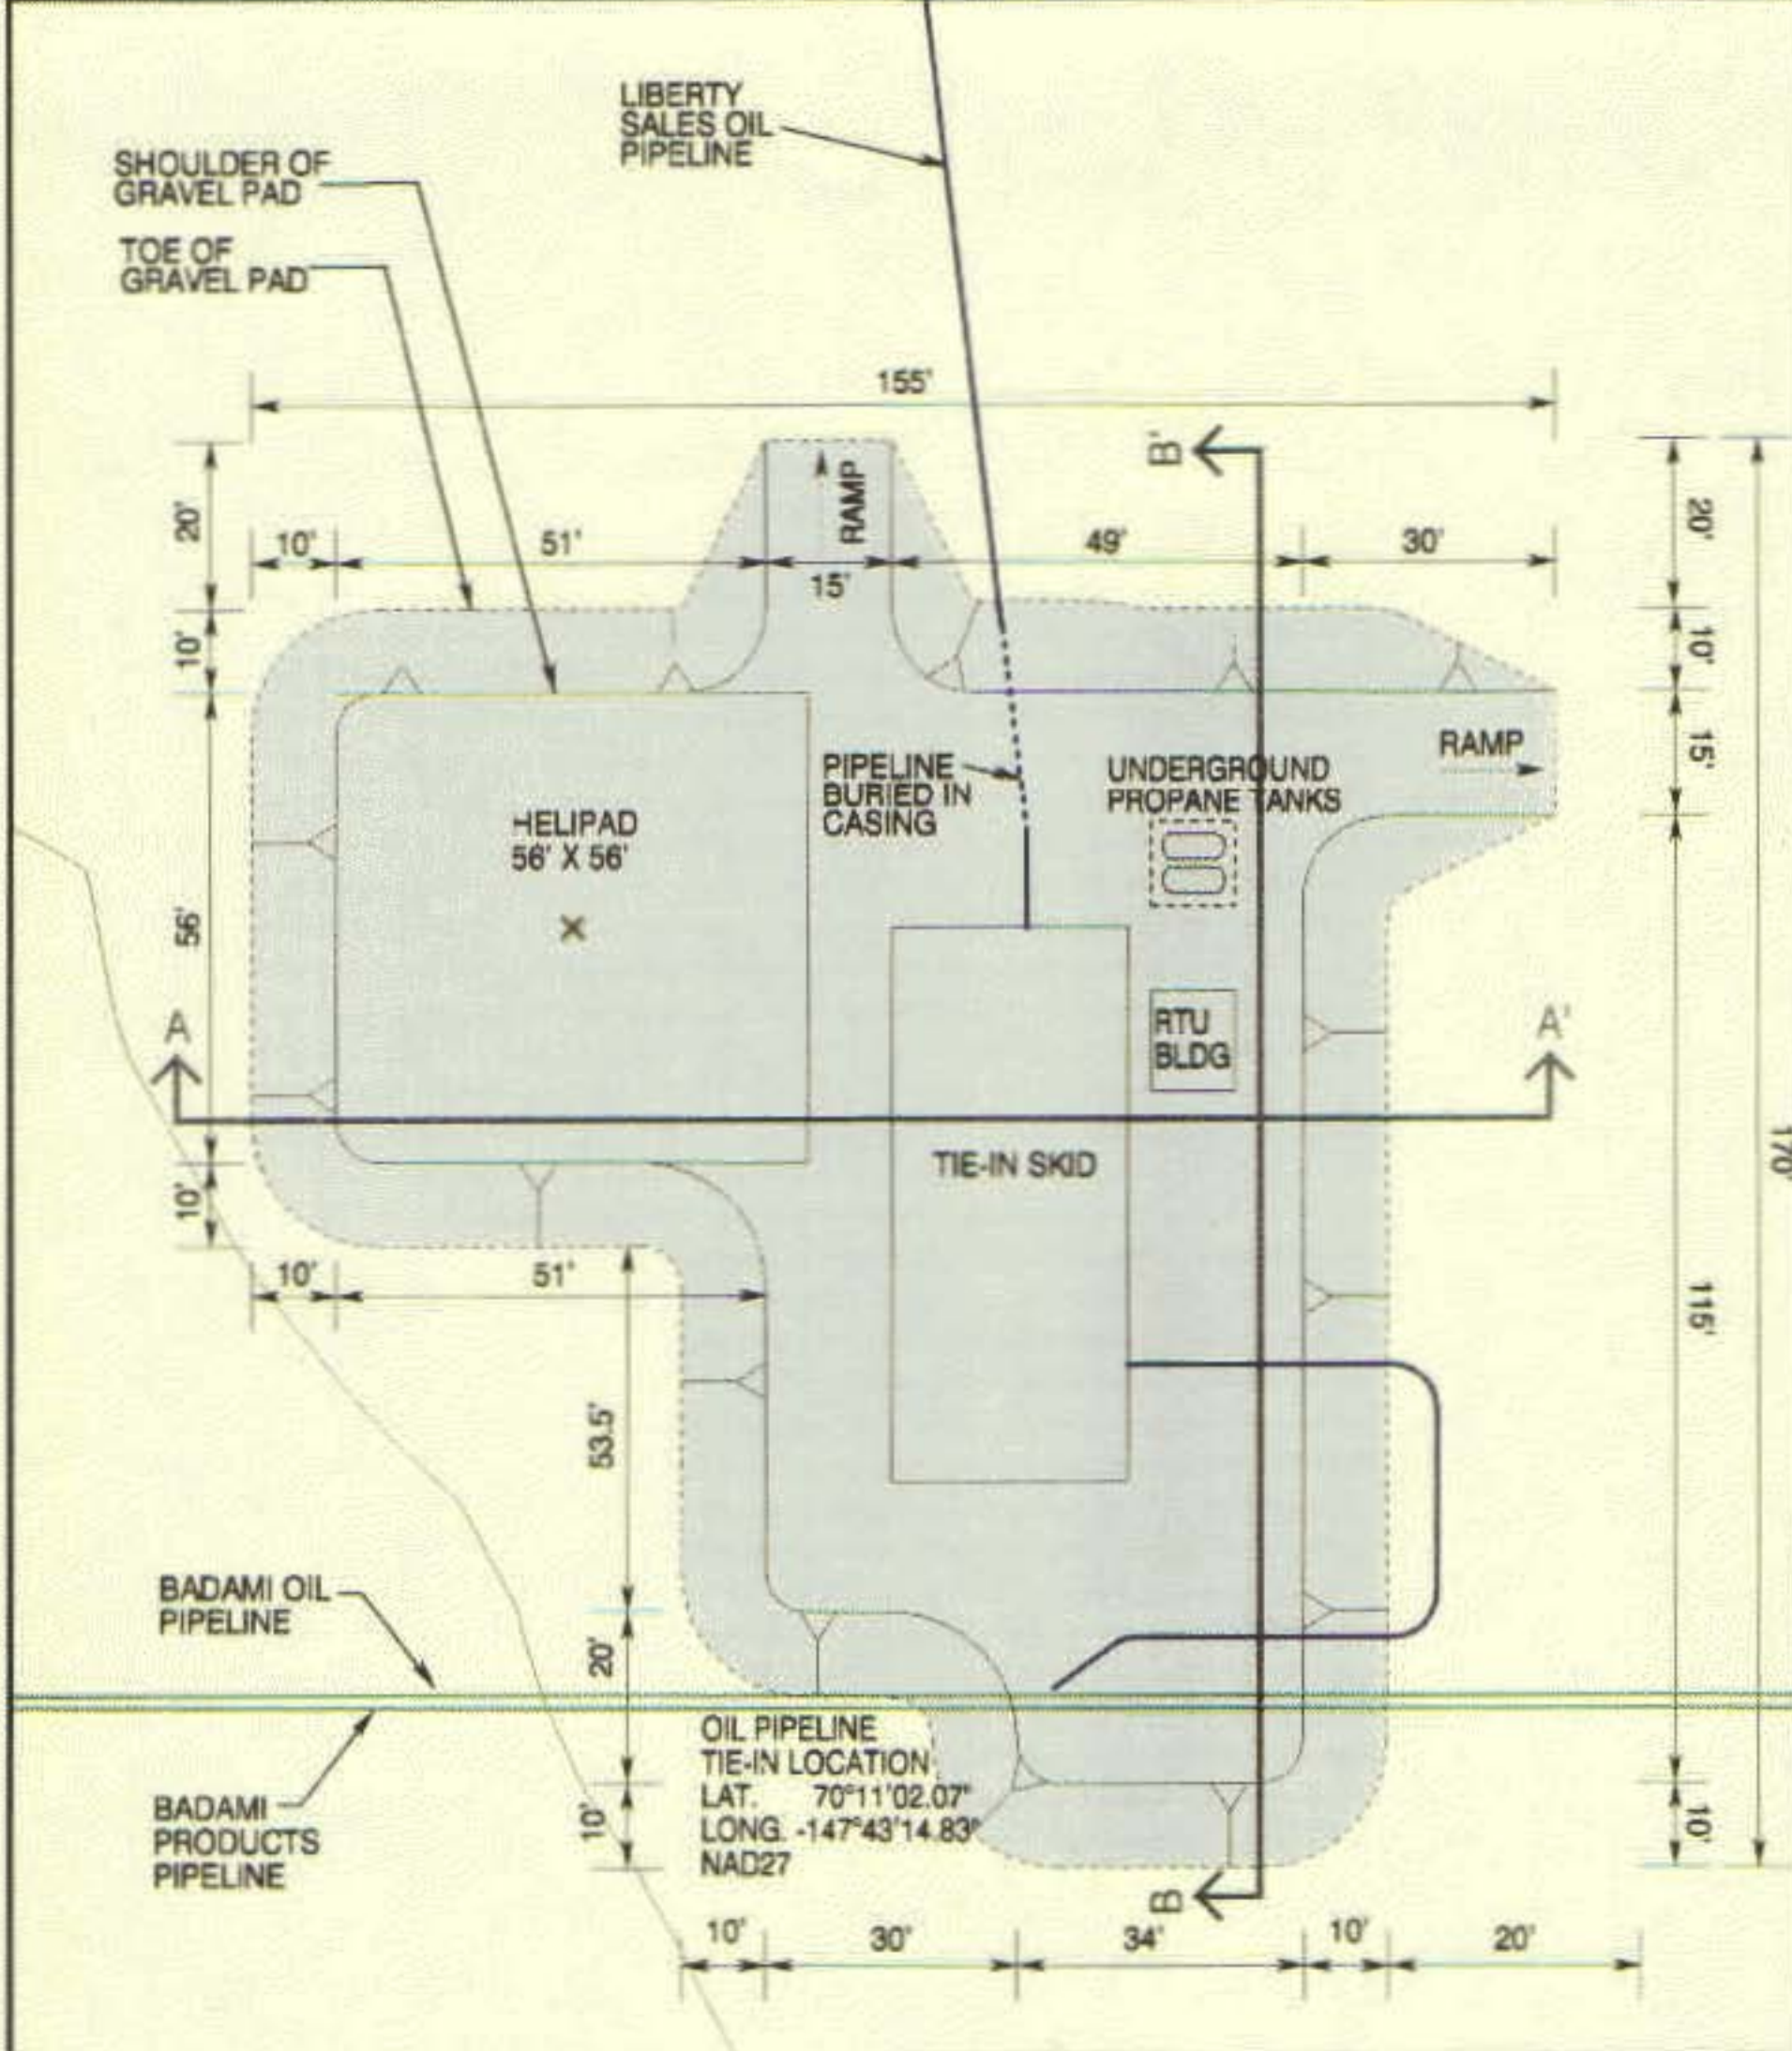 LIBERTY
SALES OIL
PIPELINE
SHOULDER OF
GRAVEL PAD
TOE OF
GRAVEL PAD
155'
B'
RAMP
20'
20'
10'
51'
49'
30'
15'
10'
10'
RAMP
15'
PIPELINE
BURIED IN
CASING
UNDERGROUND
PROPANE TANKS
HELIPAD
56' X 56'
56'
A
A'
RTU
BLDG
TIE-IN SKID
170'
10'
10'
51'
115'
53.5'
BADAMI OIL
PIPELINE
20'
OIL PIPELINE
TIE-IN LOCATION
LAT. 70°11'02.07"
LONG. -147°43'14.83"
NAD27
BADAMI
PRODUCTS
PIPELINE
10'
10'
B
10'
30'
34'
10'
20'